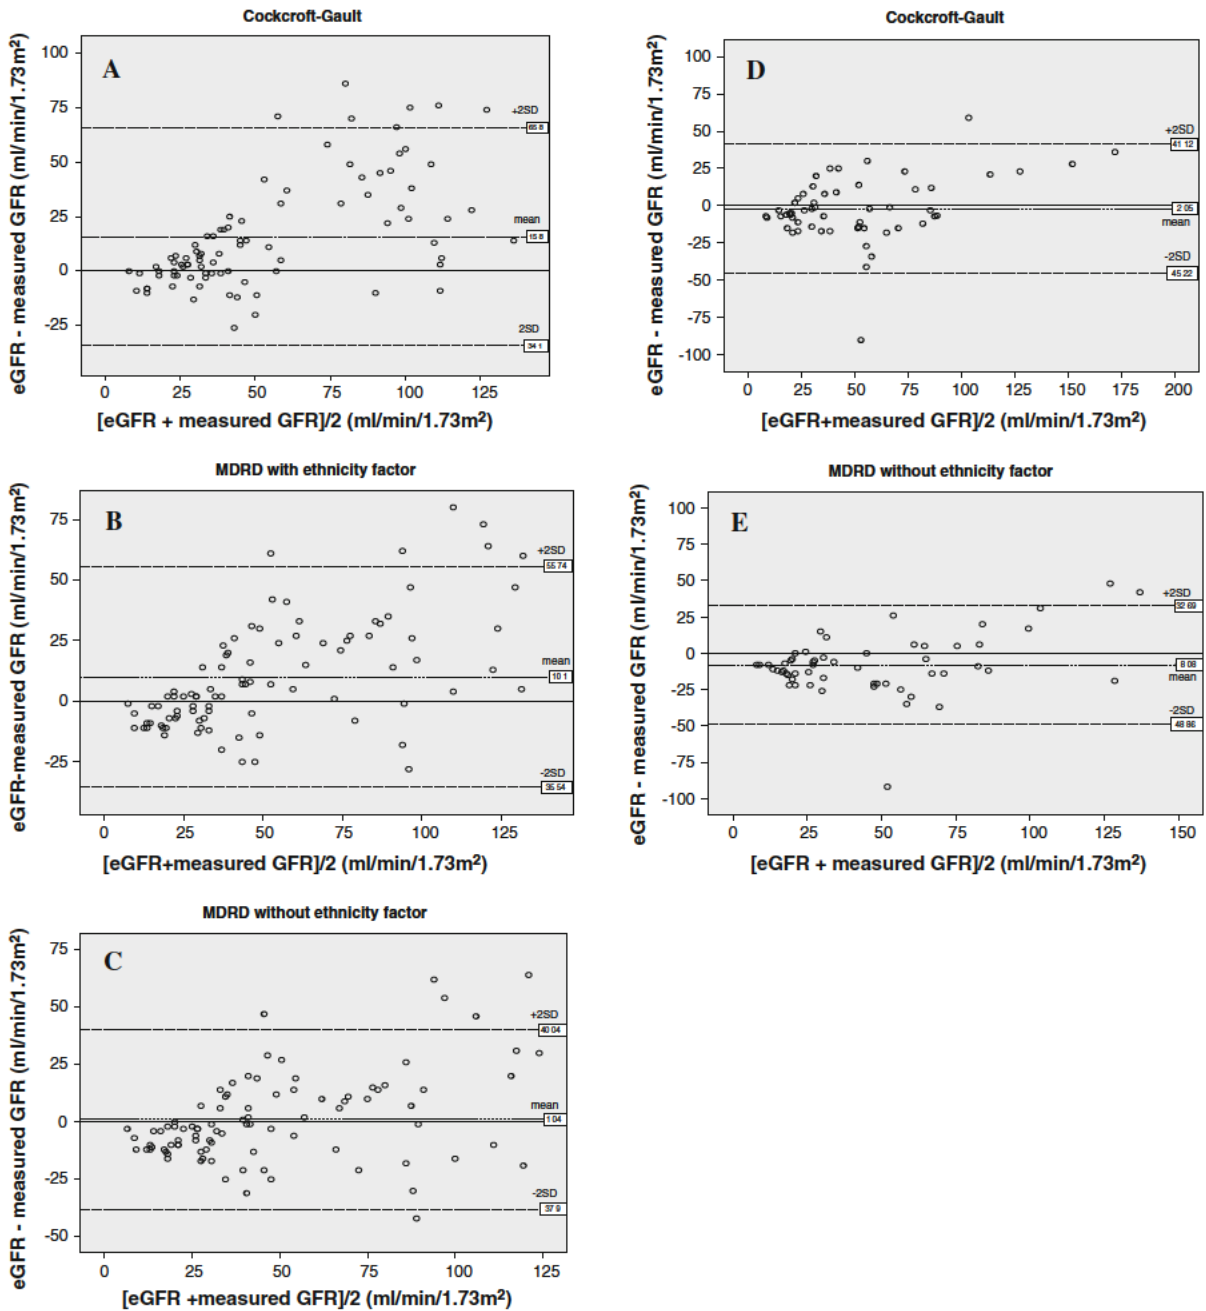 Cockcroft-Gault
A
eGFR - measured GFR (ml/min/1.73m²)
100
75
50
25
0
-25
+2SD
65 8
mean
15 8
2SD
34 1
0 25 50 75 100 125
[eGFR + measured GFR]/2 (ml/min/1.73m²)
Cockcroft-Gault
D
eGFR - measured GFR (ml/min/1.73m²)
100
75
50
25
0
-25
-50
-75
-100
+2SD
41 12
2 05
mean
-2SD
45 22
0 25 50 75 100 125 150 175 200
[eGFR+measured GFR]/2 (ml/min/1.73m²)
MDRD with ethnicity factor
B
eGFR-measured GFR (ml/min/1.73m²)
75
50
25
0
-25
+2SD
55 74
mean
10 1
-2SD
35 54
0 25 50 75 100 125
[eGFR+measured GFR]/2 (ml/min/1.73m²)
MDRD without ethnicity factor
E
eGFR - measured GFR (ml/min/1.73m²)
100
75
50
25
0
-25
-50
-75
-100
+2SD
32 69
8 08
mean
-2SD
48 86
0 25 50 75 100 125 150
[eGFR + measured GFR]/2 (ml/min/1.73m²)
MDRD without ethnicity factor
C
eGFR - measured GFR (ml/min/1.73m²)
75
50
25
0
-25
-50
+2SD
40 04
mean
1 04
-2SD
37 9
0 25 50 75 100 125
[eGFR +measured GFR]/2 (ml/min/1.73m²)